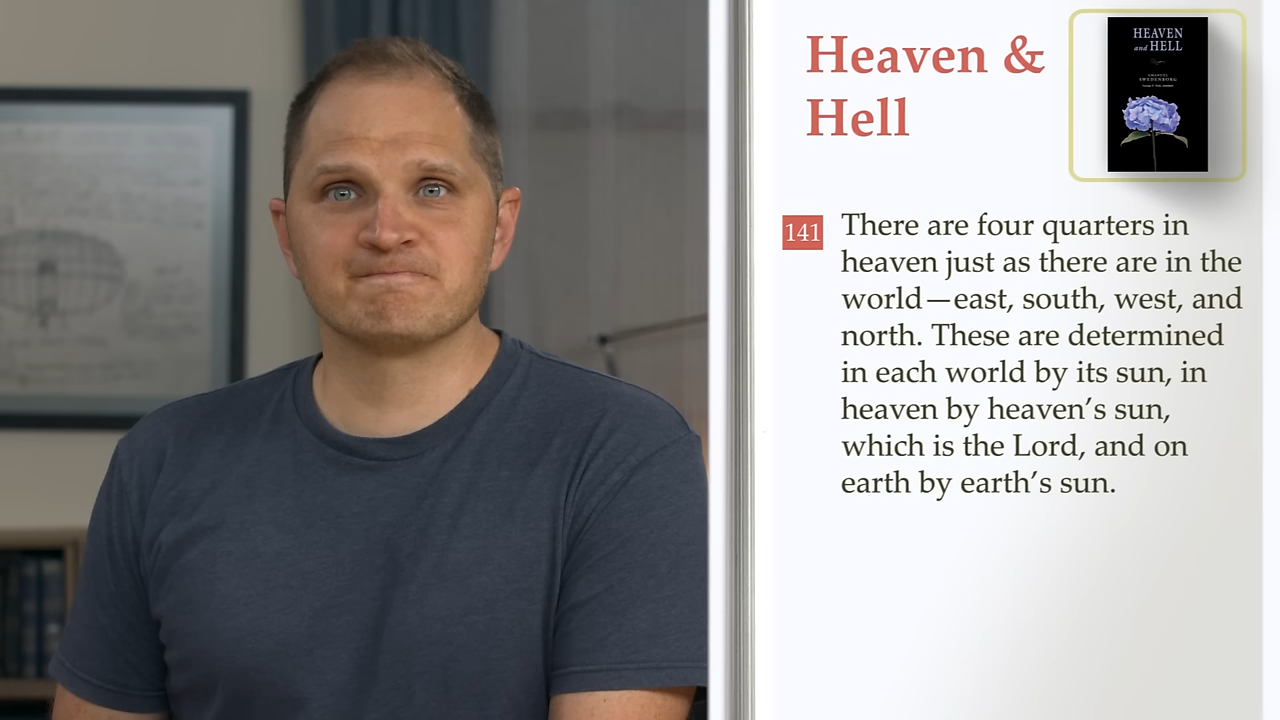 Heaven &
Hell
HEAVEN
and HELL
EMANUEL
SWEDENBORG
141
There are four quarters in
heaven just as there are in the
world—east, south, west, and
north. These are determined
in each world by its sun, in
heaven by heaven's sun,
which is the Lord, and on
earth by earth's sun.